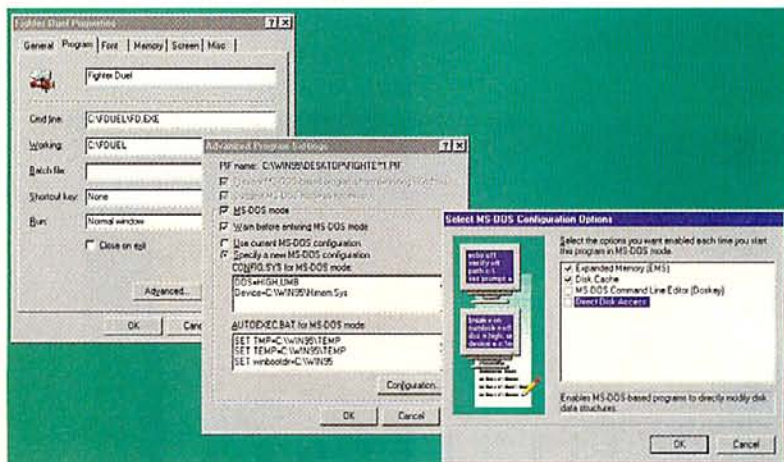 Fighter Duel Properties
General Program Font Memory Screen Misc
Fighter Duel
Cmd line: C:\FDUEL\FD.EXE
Working: C:\FDUEL
Batch file:
Shortcut key: None
Run: Normal window
Close on exit
Advanced...
OK
Advanced Program Settings
PIF name: C:\WIN95\DESKTOP\FIGHTE~1.PIF
MS-DOS mode
Warn before entering MS-DOS mode
Use current MS-DOS configuration
Specify a new MS-DOS configuration
CONFIG.SYS for MS-DOS mode:
DOS=HIGH,UMB
Device=C:\WIN95\Himem.Sys
AUTOEXEC.BAT for MS-DOS mode
SET TMP=C:\WIN95\TEMP
SET TEMP=C:\WIN95\TEMP
SET winbootdir=C:\WIN95
Configuration...
OK Cancel
Select MS-DOS Configuration Options
Select the options you want enabled each time you start
this program in MS-DOS mode.
Expanded Memory (EMS)
Disk Cache
MS-DOS Command Line Editor (Doskey)
Direct Disk Access
Enables MS-DOS-based programs to directly modify disk
data structures.
OK Cancel